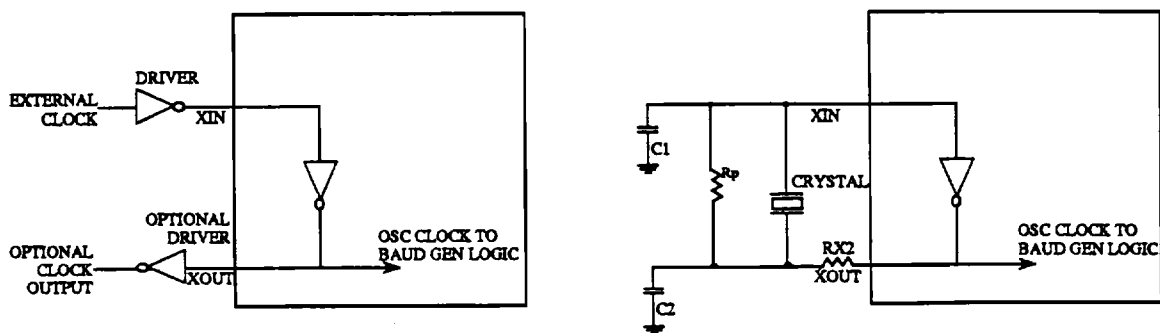 DRIVER
EXTERNAL
CLOCK
XIN
OPTIONAL
DRIVER
OPTIONAL
CLOCK
OUTPUT
XOUT
OSC CLOCK TO
BAUD GEN LOGIC
C1
XIN
Rp
CRYSTAL
RX2
XOUT
C2
OSC CLOCK TO
BAUD GEN LOGIC